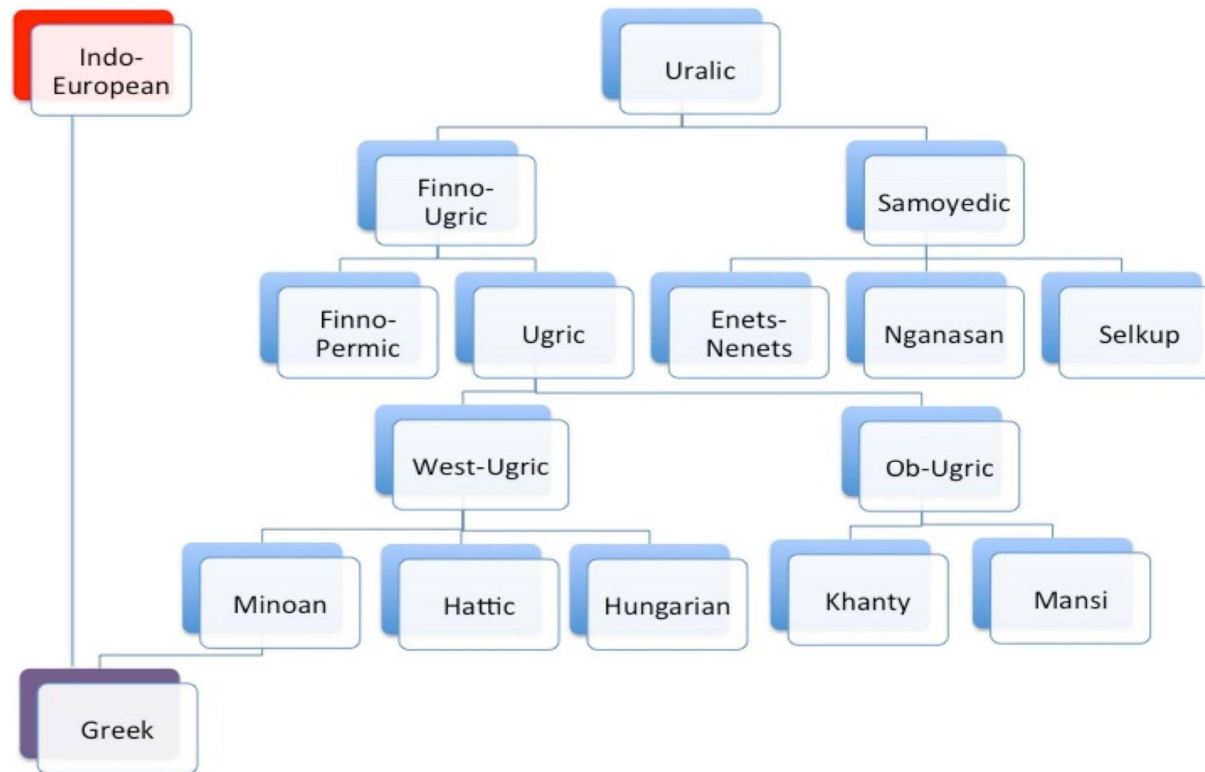 Indo-
European
Uralic
Finno-
Ugric
Samoyedic
Finno-
Permic
Ugric
Enets-
Nenets
Nganasan
Selkup
West-Ugric
Ob-Ugric
Minoan
Hattic
Hungarian
Khanty
Mansi
Greek